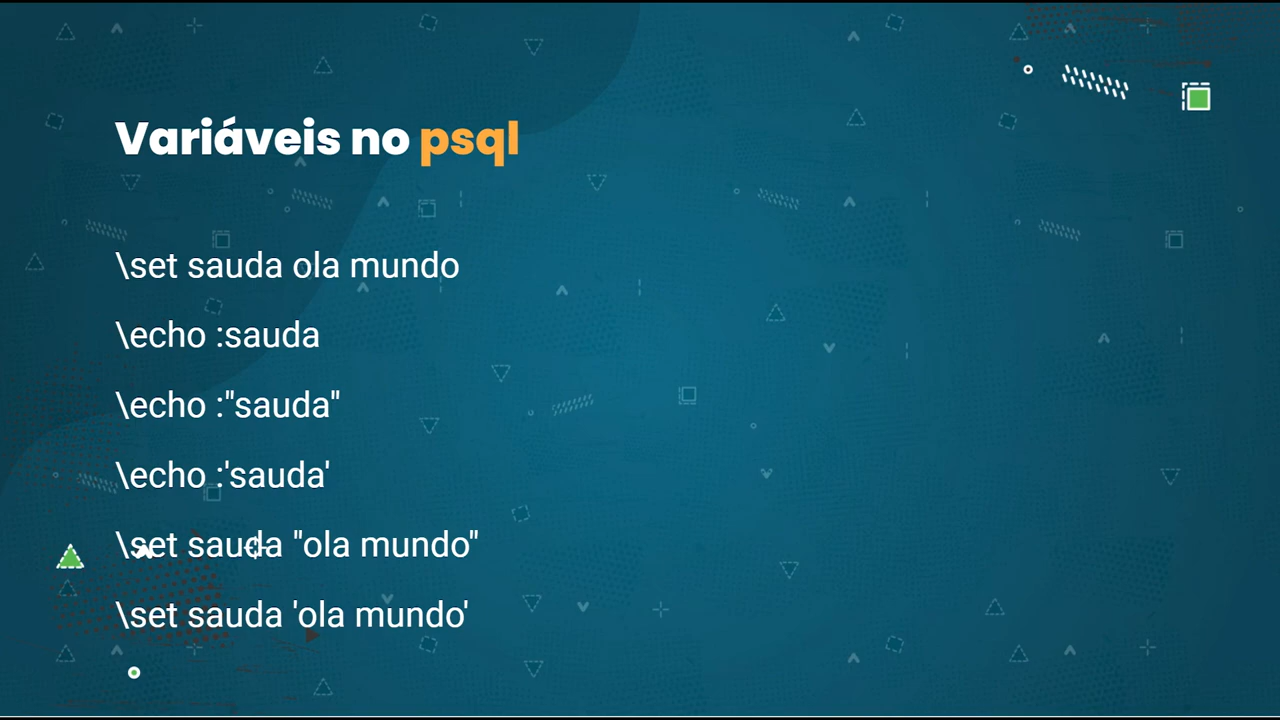 Variáveis no psql
\set sauda ola mundo
\echo :sauda
\echo :"sauda"
\echo :'sauda'
\set sauda "ola mundo"
\set sauda 'ola mundo'